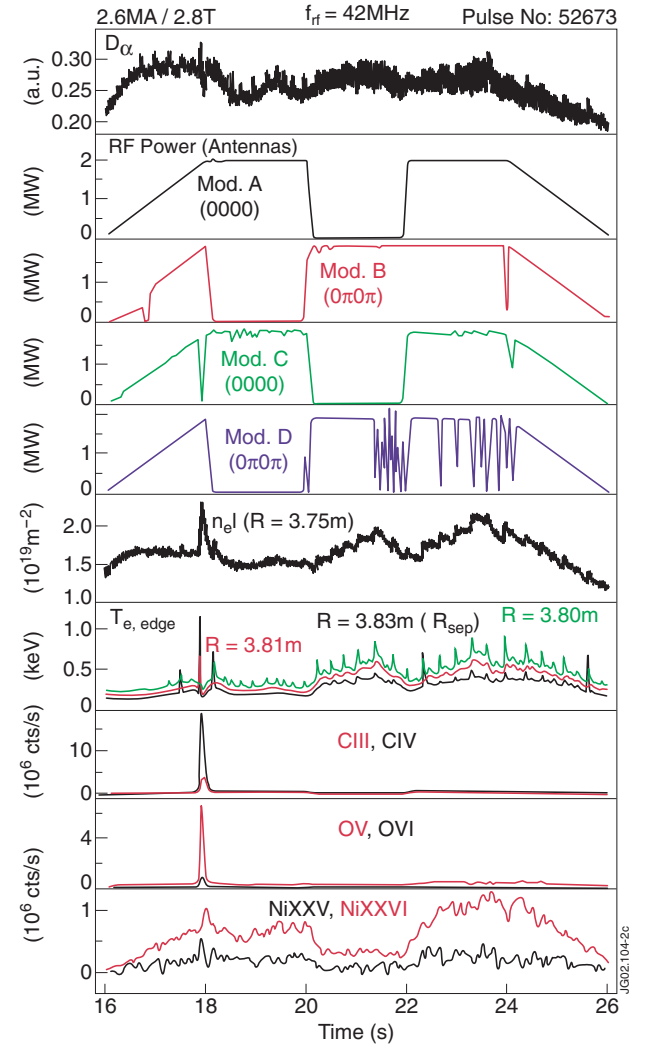 2.6MA / 2.8T f_rf = 42MHz Pulse No: 52673
Dα
0.30
0.25
0.20
(a.u.)
RF Power (Antennas)
2
1
0
(MW)
Mod. A
(0000)
1
0
(MW)
Mod. B
(0π0π)
1
0
(MW)
Mod. C
(0000)
1
0
(MW)
Mod. D
(0π0π)
2.0
1.5
1.0
(10^19 m^-2)
n_el (R = 3.75m)
T_e, edge
R = 3.83m ( R_sep)
R = 3.80m
R = 3.81m
1.0
0.5
0
(keV)
10
0
(10^6 cts/s)
CIII, CIV
4
0
OV, OVI
(10^6 cts/s)
1
0
NiXXV, NiXXVI
16 18 20 22 24 26
Time (s)
JG02.104-2c